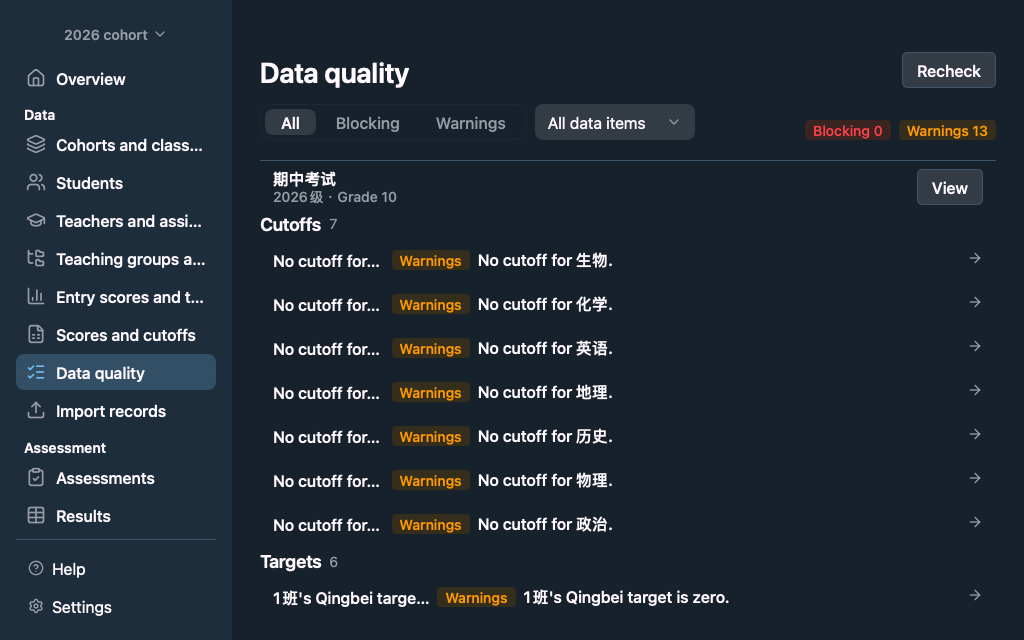 2026 cohort
Overview
Data
Cohorts and class...
Students
Teachers and assi...
Teaching groups a...
Entry scores and t...
Scores and cutoffs
Data quality
Import records
Assessment
Assessments
Results
Help
Settings
Data quality
Recheck
All Blocking Warnings
All data items
Blocking 0 Warnings 13
期中考试
2026级 · Grade 10
View
Cutoffs 7
No cutoff for... Warnings No cutoff for 生物.
No cutoff for... Warnings No cutoff for 化学.
No cutoff for... Warnings No cutoff for 英语.
No cutoff for... Warnings No cutoff for 地理.
No cutoff for... Warnings No cutoff for 历史.
No cutoff for... Warnings No cutoff for 物理.
No cutoff for... Warnings No cutoff for 政治.
Targets 6
1班's Qingbei targe... Warnings 1班's Qingbei target is zero.